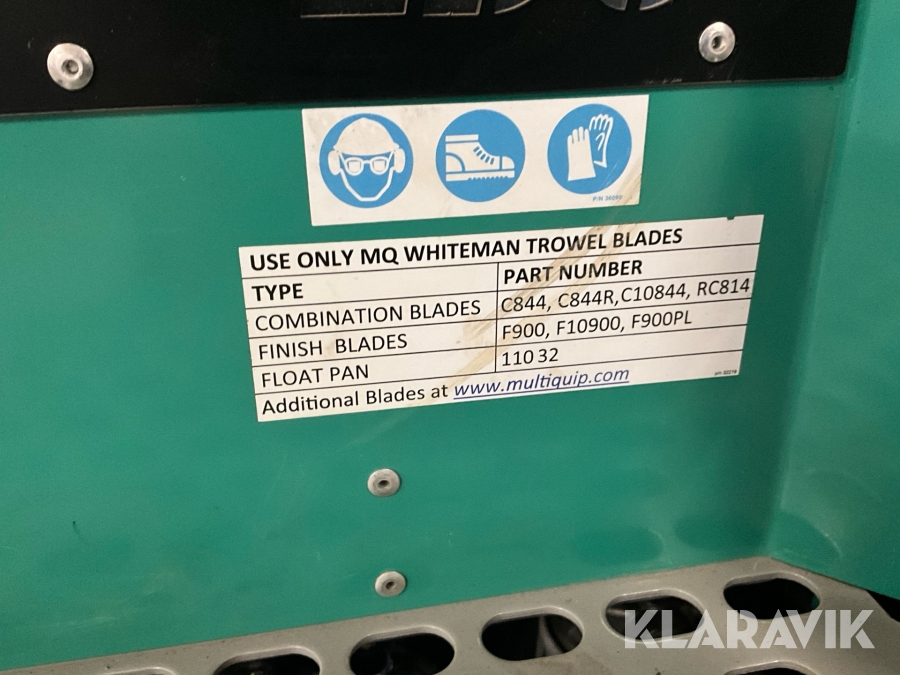 USE ONLY MQ WHITEMAN TROWEL BLADES
TYPE PART NUMBER
COMBINATION BLADES C844, C844R,C10844, RC814
FINISH BLADES F900, F10900, F900PL
FLOAT PAN 110 32
Additional Blades at www.multiquip.com
KLARAVIK